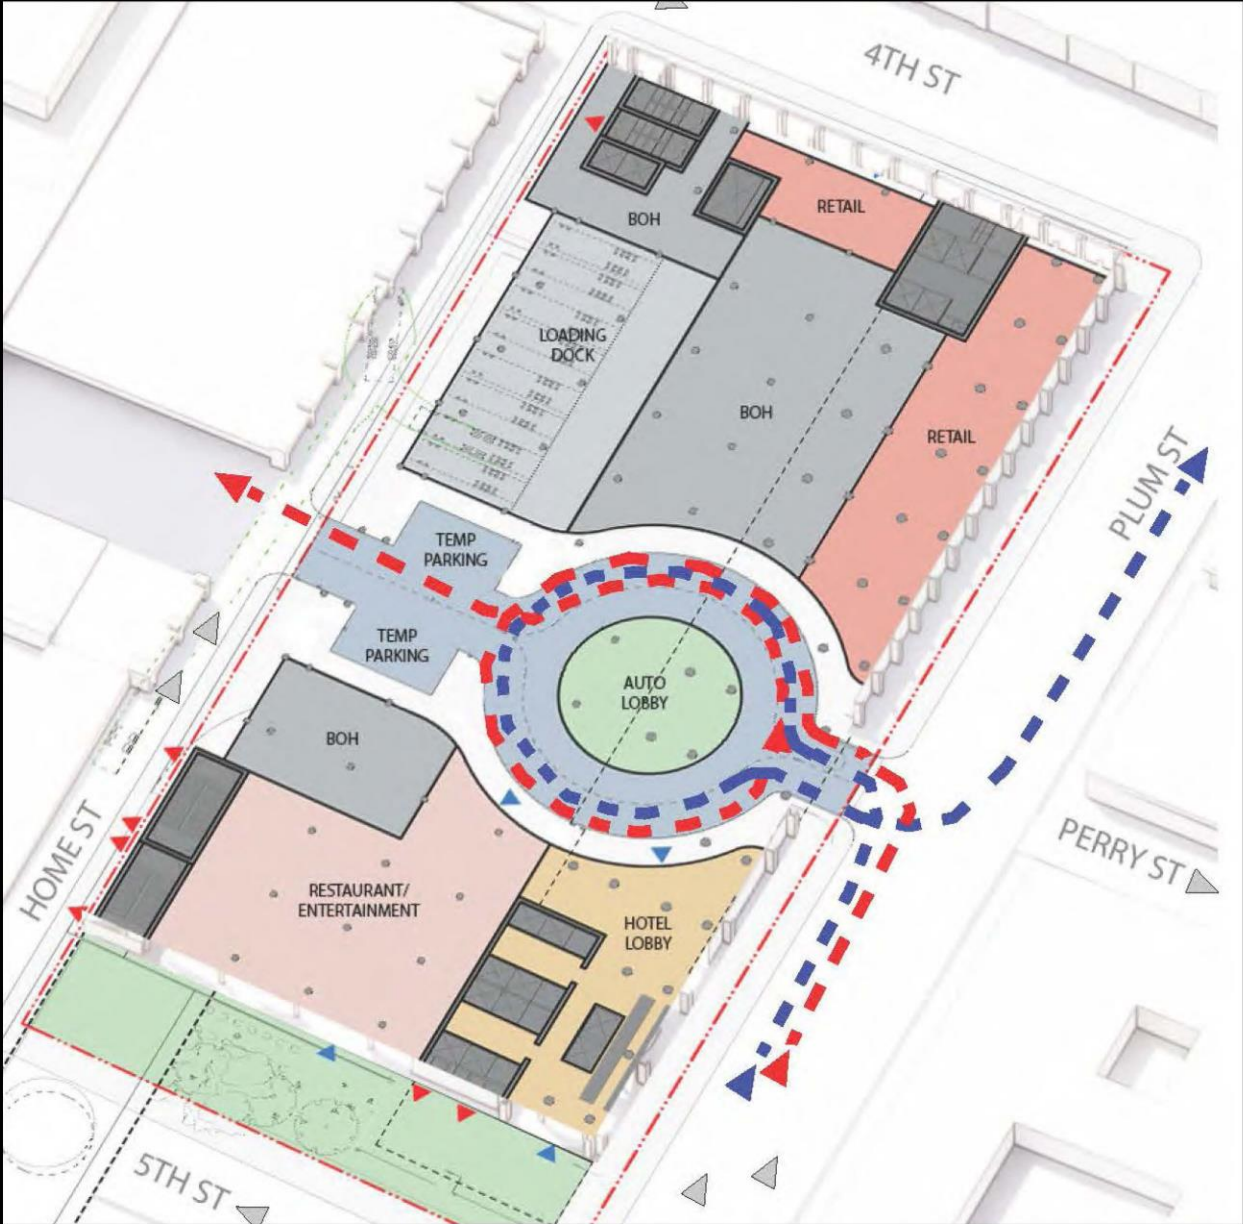 4TH ST
RETAIL
BOH
LOADING
DOCK
BOH
RETAIL
PLUM ST
TEMP
PARKING
TEMP
PARKING
AUTO
LOBBY
BOH
PERRY ST
HOME ST
RESTAURANT/
ENTERTAINMENT
HOTEL
LOBBY
5TH ST